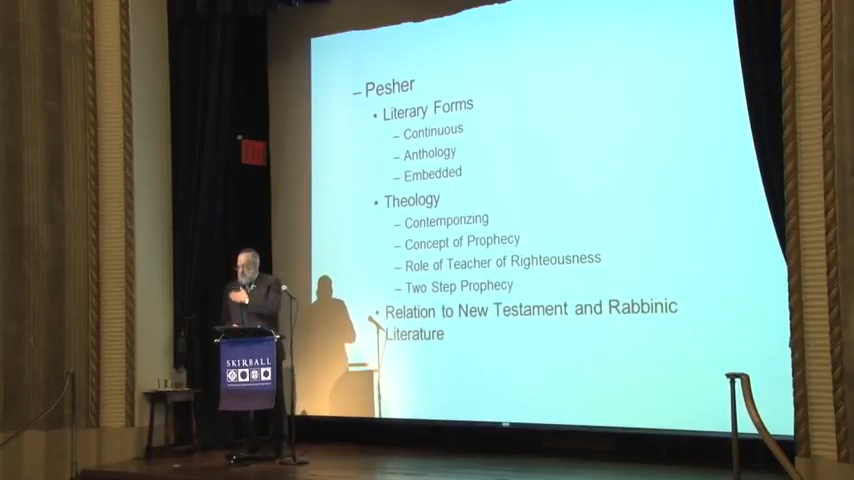 – Pesher
• Literary Forms
– Continuous
– Anthology
– Embedded
• Theology
– Contemporizing
– Concept of Prophecy
– Role of Teacher of Righteousness
– Two Step Prophecy
• Relation to New Testament and Rabbinic
Literature
EXIT
SKIRBALL